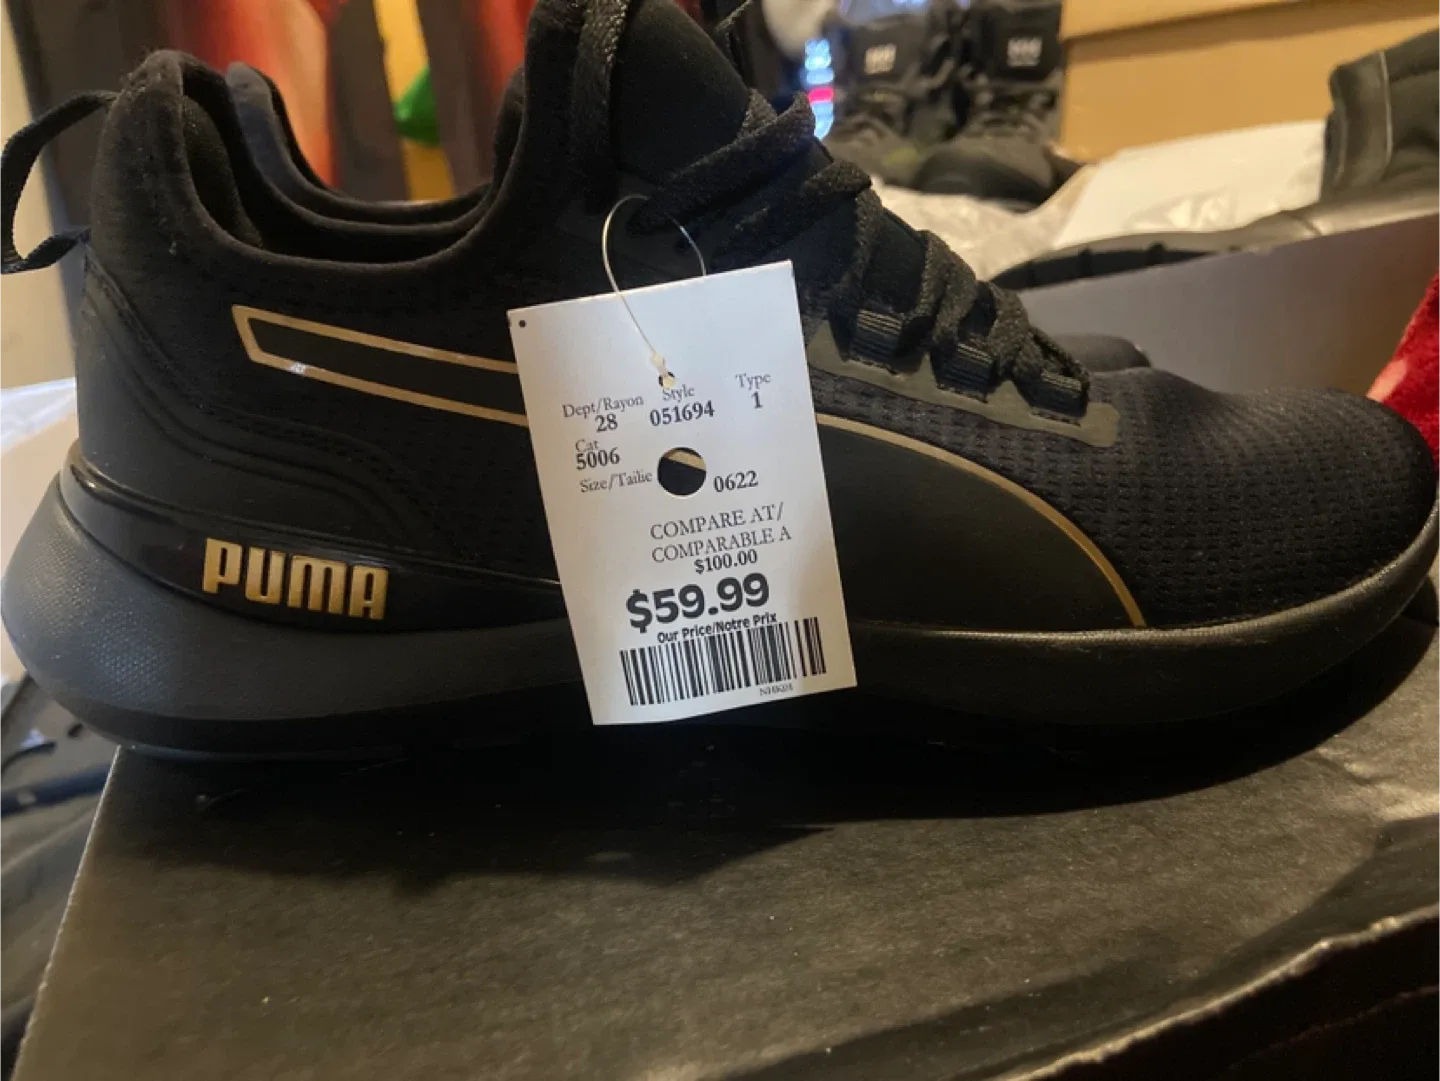 Dept/Rayon Style Type
28 051694 1
Cat
5006
Size/Tailie 0622
COMPARE AT/
COMPARABLE A
$100.00
$59.99
Our Price/Notre Prix
PUMA